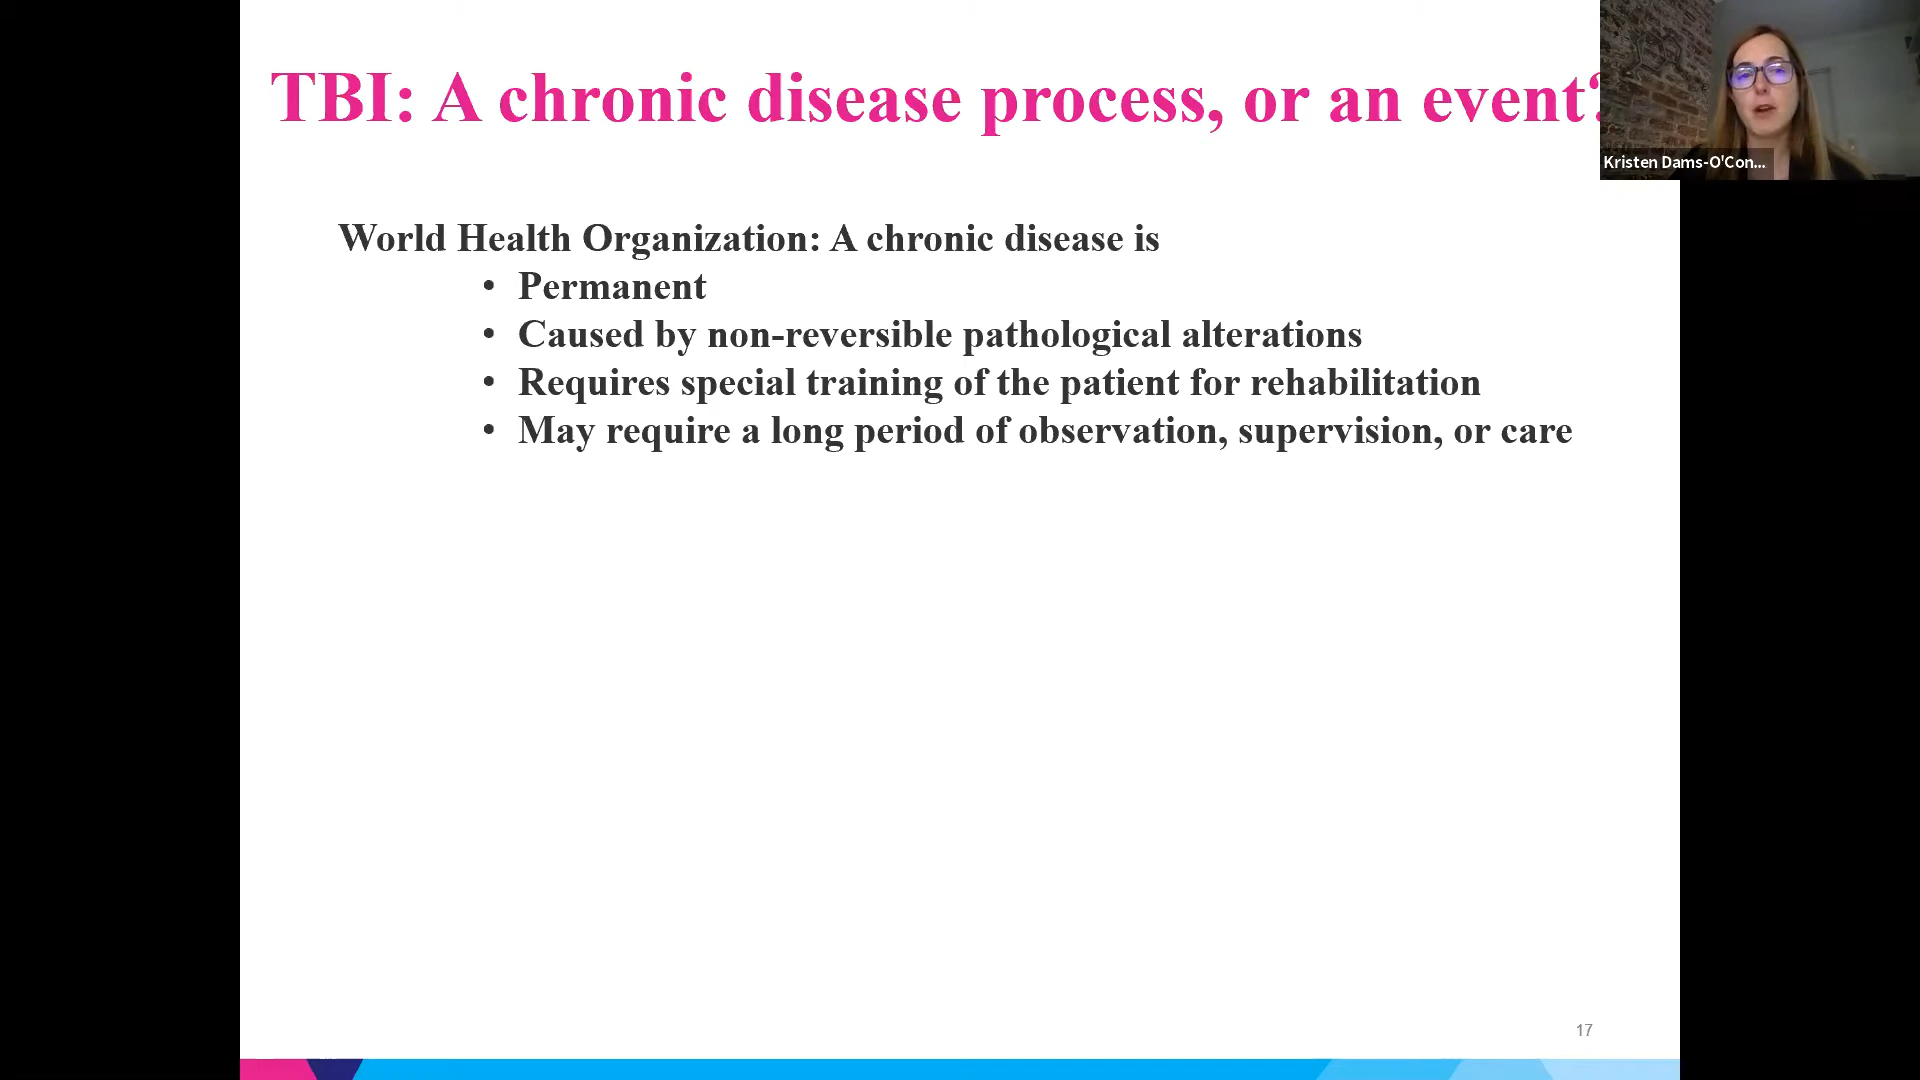 TBI: A chronic disease process, or an event?
Kristen Dams-O'Con...
World Health Organization: A chronic disease is
• Permanent
• Caused by non-reversible pathological alterations
• Requires special training of the patient for rehabilitation
• May require a long period of observation, supervision, or care
17